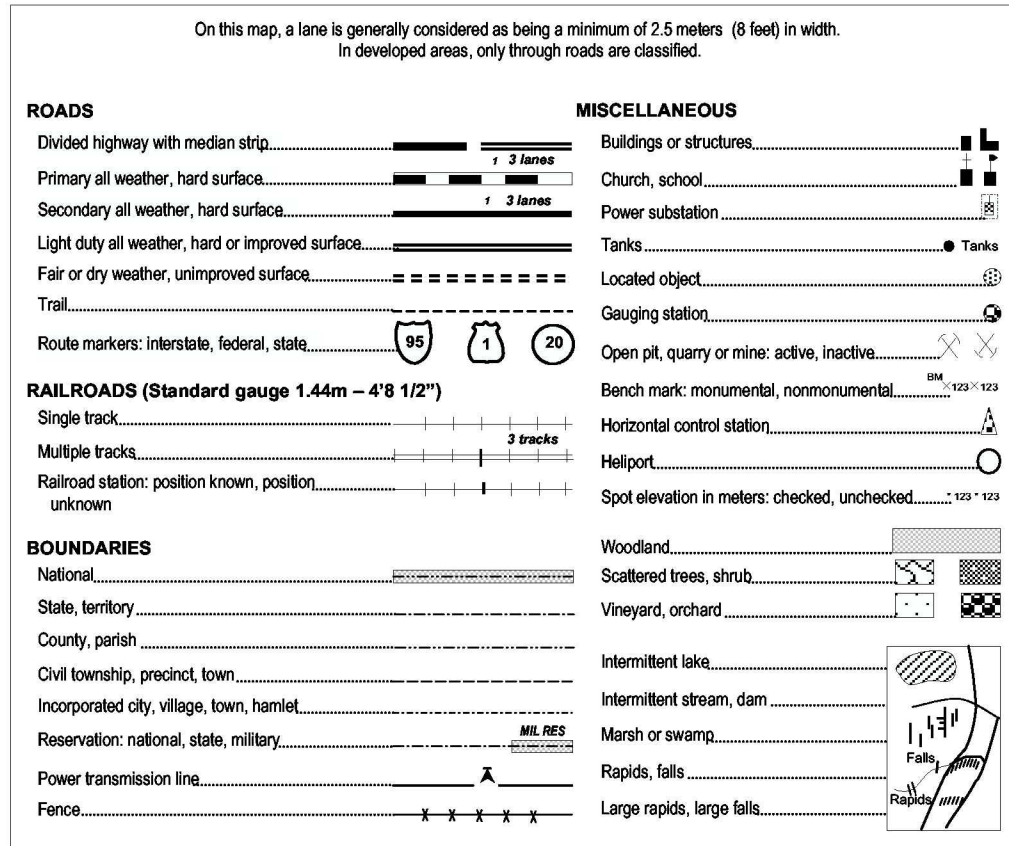 On this map, a lane is generally considered as being a minimum of 2.5 meters (8 feet) in width.
In developed areas, only through roads are classified.
ROADS
Divided highway with median strip
1 3 lanes
Primary all weather, hard surface
1 3 lanes
Secondary all weather, hard surface
Light duty all weather, hard or improved surface
Fair or dry weather, unimproved surface
Trail
Route markers: interstate, federal, state
95 1 20
RAILROADS (Standard gauge 1.44m – 4'8 1/2")
Single track
3 tracks
Multiple tracks
Railroad station: position known, position
unknown
BOUNDARIES
National
State, territory
County, parish
Civil township, precinct, town
Incorporated city, village, town, hamlet
MIL RES
Reservation: national, state, military
Power transmission line
Fence
MISCELLANEOUS
Buildings or structures
Church, school
Power substation
Tanks Tanks
Located object
Gauging station
Open pit, quarry or mine: active, inactive
Bench mark: monumental, nonmonumental BM ×123 ×123
Horizontal control station
Heliport
Spot elevation in meters: checked, unchecked 123 123
Woodland
Scattered trees, shrub
Vineyard, orchard
Intermittent lake
Intermittent stream, dam
Marsh or swamp
Falls
Rapids, falls
Rapids
Large rapids, large falls